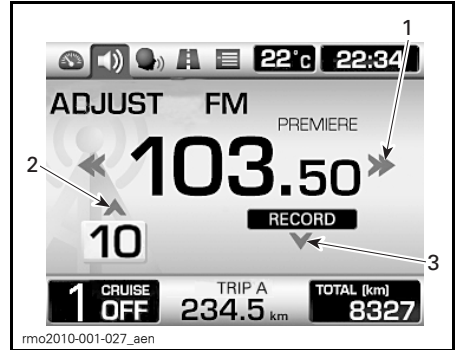 1
22°c 22:34
ADJUST FM
PREMIERE
103.50
2
10
RECORD
3
1 CRUISE OFF
TRIP A
234.5 km
TOTAL (km)
8327
rmo2010-001-027_aen